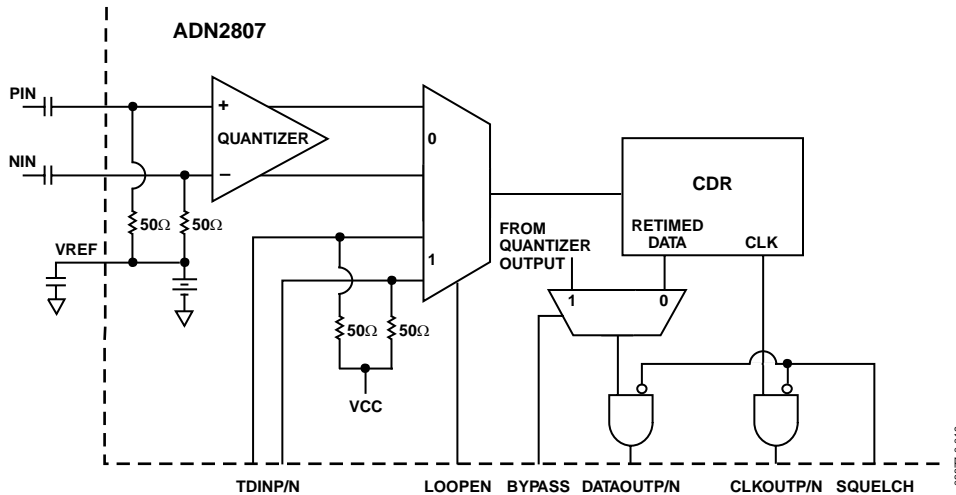 ADN2807
PIN
+
QUANTIZER
NIN
–
0
50Ω
50Ω
VREF
1
50Ω
50Ω
VCC
CDR
RETIMED
DATA
CLK
FROM
QUANTIZER
OUTPUT
1
0
TDINP/N
LOOPEN
BYPASS
DATAOUTP/N
CLKOUTP/N
SQUELCH